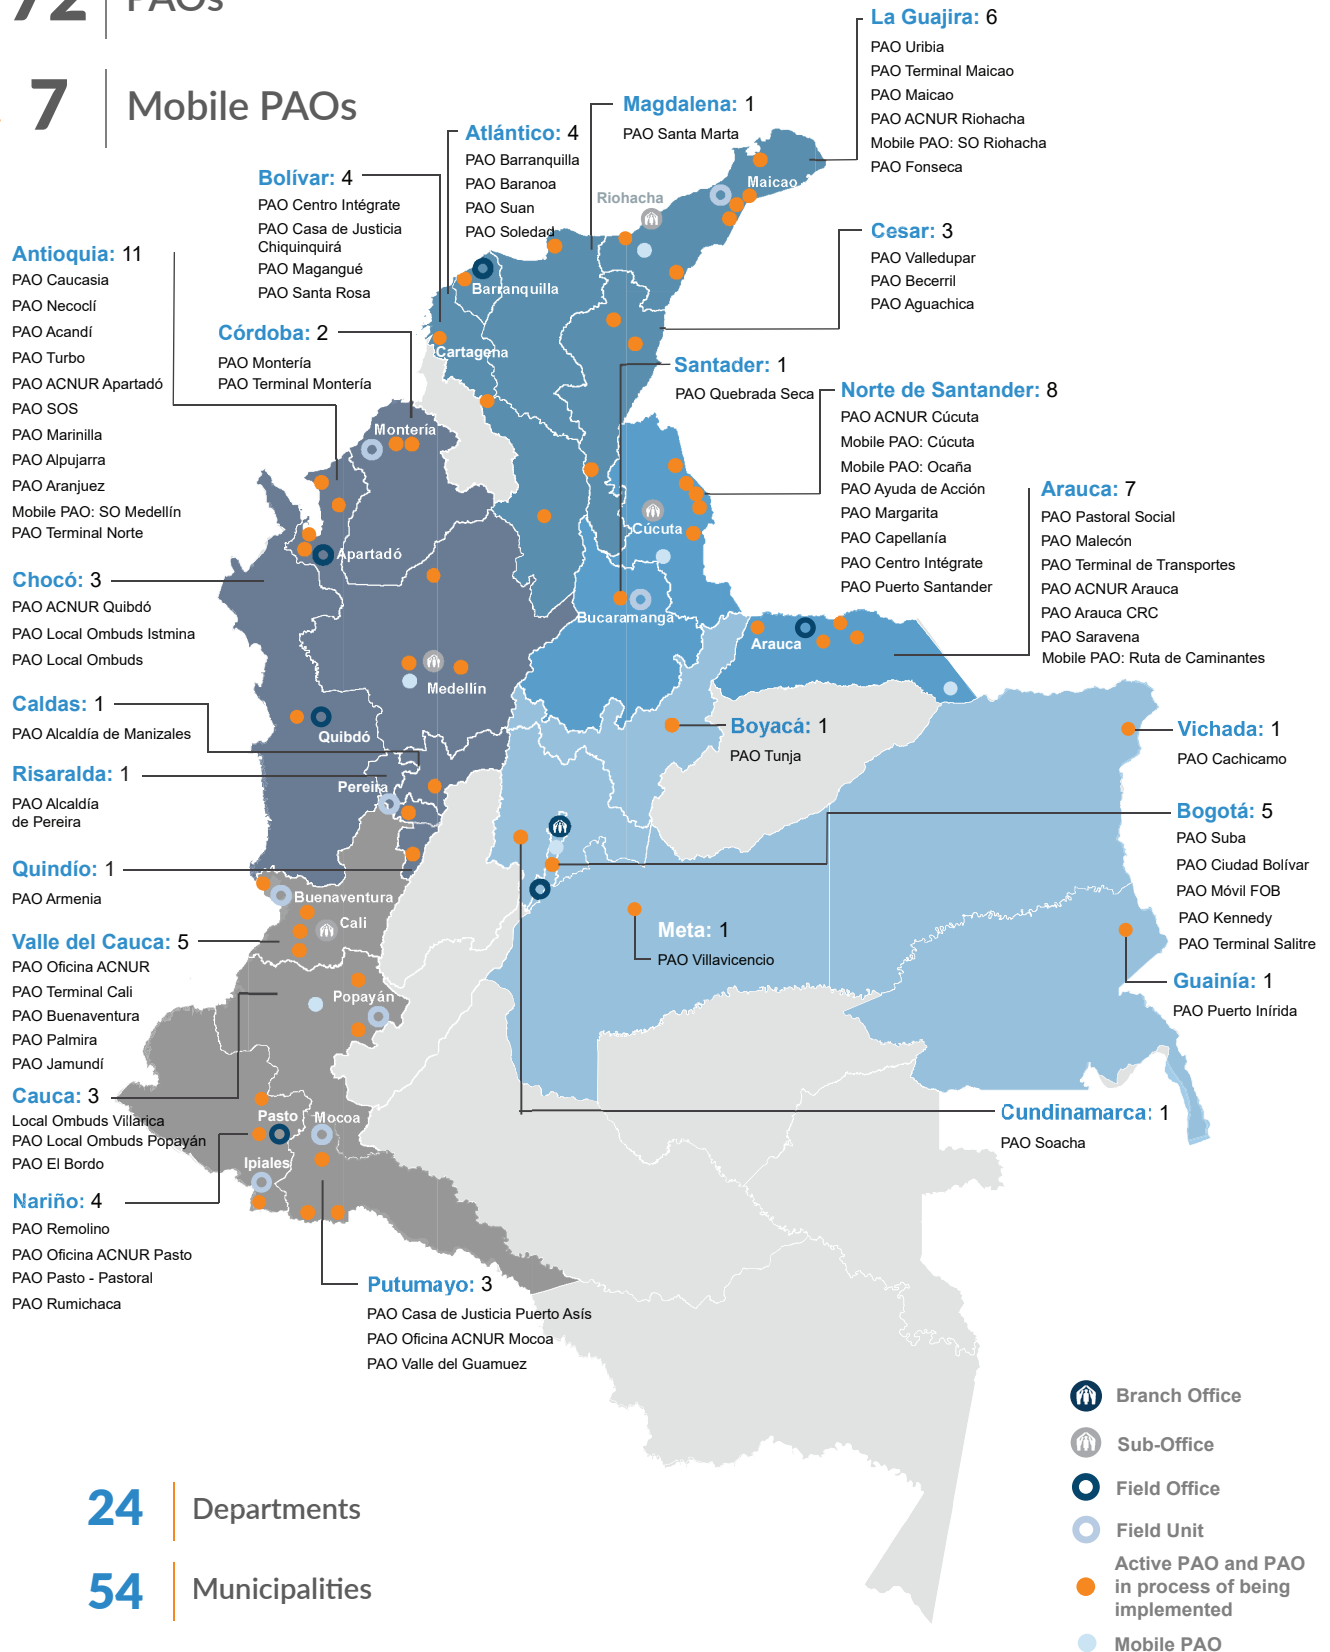 72 PAOs
7 Mobile PAOs
La Guajira: 6
PAO Uribia
PAO Terminal Maicao
PAO Maicao
PAO ACNUR Riohacha
Mobile PAO: SO Riohacha
PAO Fonseca
Magdalena: 1
PAO Santa Marta
Atlántico: 4
PAO Barranquilla
PAO Baranoa
PAO Suan
PAO Soledad
Bolívar: 4
PAO Centro Intégrate
PAO Casa de Justicia
Chiquinquirá
PAO Magangué
PAO Santa Rosa
Cesar: 3
PAO Valledupar
PAO Becerril
PAO Aguachica
Antioquia: 11
PAO Caucasia
PAO Necoclí
PAO Acandí
PAO Turbo
PAO ACNUR Apartadó
PAO SOS
PAO Marinilla
PAO Alpujarra
PAO Aranjuez
Mobile PAO: SO Medellín
PAO Terminal Norte
Córdoba: 2
PAO Montería
PAO Terminal Montería
Santader: 1
PAO Quebrada Seca
Norte de Santander: 8
PAO ACNUR Cúcuta
Mobile PAO: Cúcuta
Mobile PAO: Ocaña
PAO Ayuda de Acción
PAO Margarita
PAO Capellanía
PAO Centro Intégrate
PAO Puerto Santander
Arauca: 7
PAO Pastoral Social
PAO Malecón
PAO Terminal de Transportes
PAO ACNUR Arauca
PAO Arauca CRC
PAO Saravena
Mobile PAO: Ruta de Caminantes
Chocó: 3
PAO ACNUR Quibdó
PAO Local Ombuds Istmina
PAO Local Ombuds
Caldas: 1
PAO Alcaldía de Manizales
Risaralda: 1
PAO Alcaldía
de Pereira
Quindío: 1
PAO Armenia
Valle del Cauca: 5
PAO Oficina ACNUR
PAO Terminal Cali
PAO Buenaventura
PAO Palmira
PAO Jamundí
Cauca: 3
Local Ombuds Villarica
PAO Local Ombuds Popayán
PAO El Bordo
Nariño: 4
PAO Remolino
PAO Oficina ACNUR Pasto
PAO Pasto - Pastoral
PAO Rumichaca
Putumayo: 3
PAO Casa de Justicia Puerto Asís
PAO Oficina ACNUR Mocoa
PAO Valle del Guamuez
Boyacá: 1
PAO Tunja
Vichada: 1
PAO Cachicamo
Bogotá: 5
PAO Suba
PAO Ciudad Bolívar
PAO Móvil FOB
PAO Kennedy
PAO Terminal Salitre
Meta: 1
PAO Villavicencio
Guainía: 1
PAO Puerto Inírida
Cundinamarca: 1
PAO Soacha
Maicao
Riohacha
Barranquilla
Cartagena
Montería
Apartadó
Cúcuta
Bucaramanga
Arauca
Medellín
Quibdó
Pereira
Buenaventura
Cali
Popayán
Pasto
Mocoa
Ipiales
24 Departments
54 Municipalities
Branch Office
Sub-Office
Field Office
Field Unit
Active PAO and PAO
in process of being
implemented
Mobile PAO